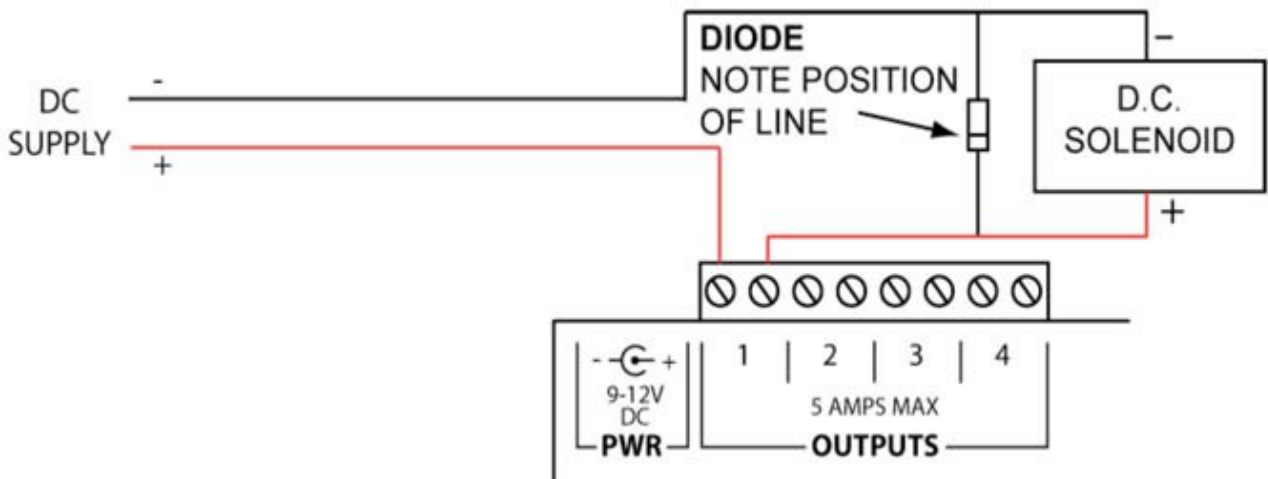 DC
SUPPLY
-
+
DIODE
NOTE POSITION
OF LINE
-
D.C.
SOLENOID
+
- +
9-12V
DC
PWR
1 | 2 | 3 | 4
5 AMPS MAX
OUTPUTS